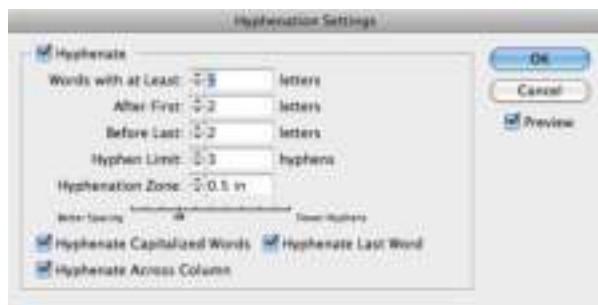 Hyphenation Settings
Hyphenate
Words with at Least: 5 letters
After First: 2 letters
Before Last: 2 letters
Hyphen Limit: 3 hyphens
Hyphenation Zone: 0.5 in
Better Spacing Fewer Hyphens
Hyphenate Capitalized Words Hyphenate Last Word
Hyphenate Across Column
OK
Cancel
Preview